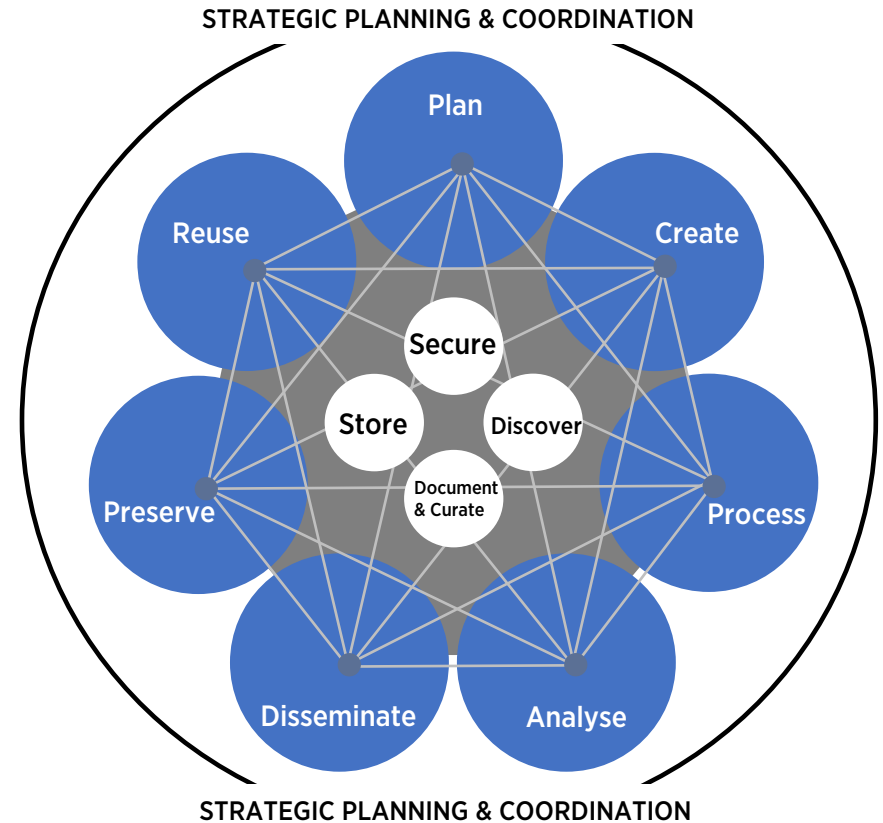 STRATEGIC PLANNING & COORDINATION
Plan
Reuse
Create
Secure
Store
Discover
Document
& Curate
Preserve
Process
Disseminate
Analyse
STRATEGIC PLANNING & COORDINATION